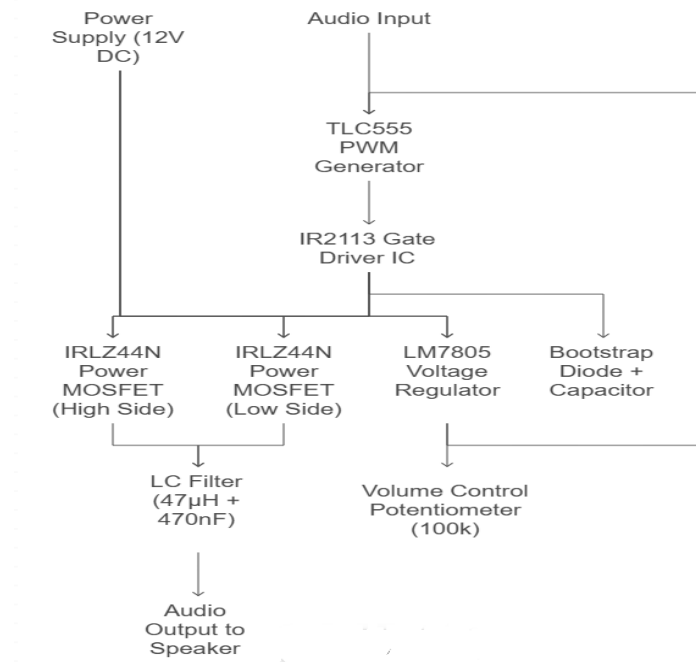 Power
Supply (12V
DC)
Audio Input
TLC555
PWM
Generator
IR2113 Gate
Driver IC
IRLZ44N
Power
MOSFET
(High Side)
IRLZ44N
Power
MOSFET
(Low Side)
LM7805
Voltage
Regulator
Bootstrap
Diode +
Capacitor
LC Filter
(47µH +
470nF)
Volume Control
Potentiometer
(100k)
Audio
Output to
Speaker